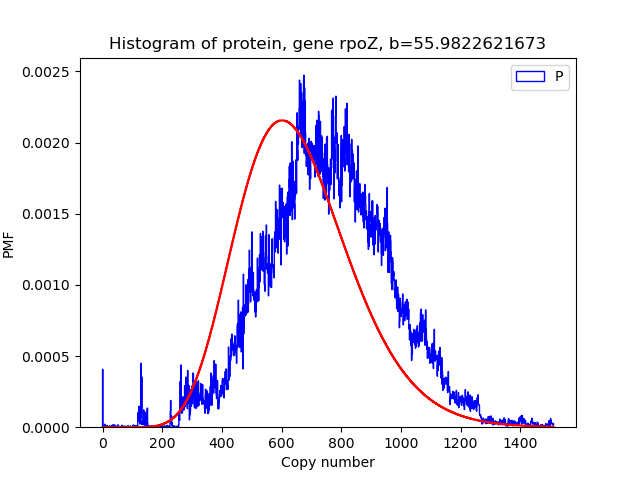 Histogram of protein, gene rpoZ, b=55.9822621673
P
0.0025
0.0020
0.0015
0.0010
0.0005
0.0000
PMF
0 200 400 600 800 1000 1200 1400
Copy number